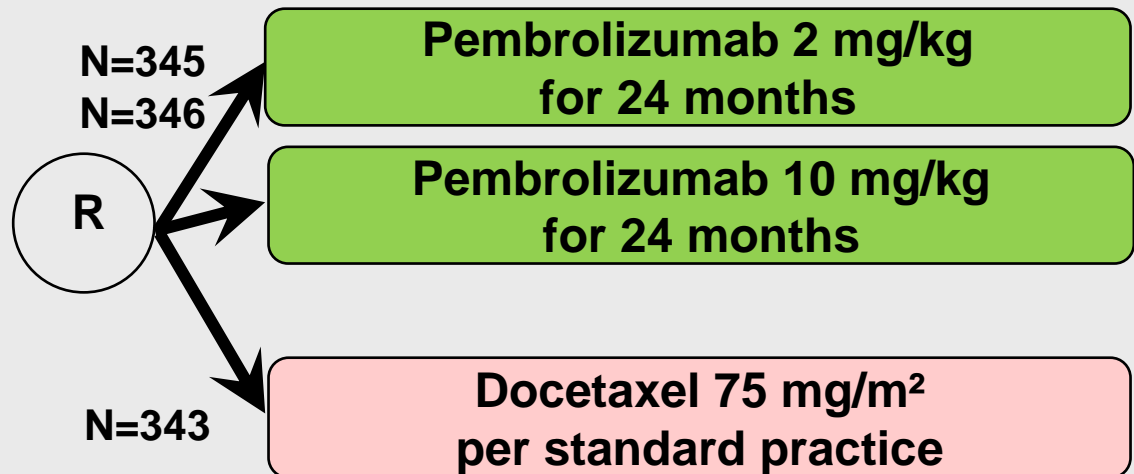 N=345
N=346
Pembrolizumab 2 mg/kg
for 24 months
R
Pembrolizumab 10 mg/kg
for 24 months
N=343
Docetaxel 75 mg/m²
per standard practice